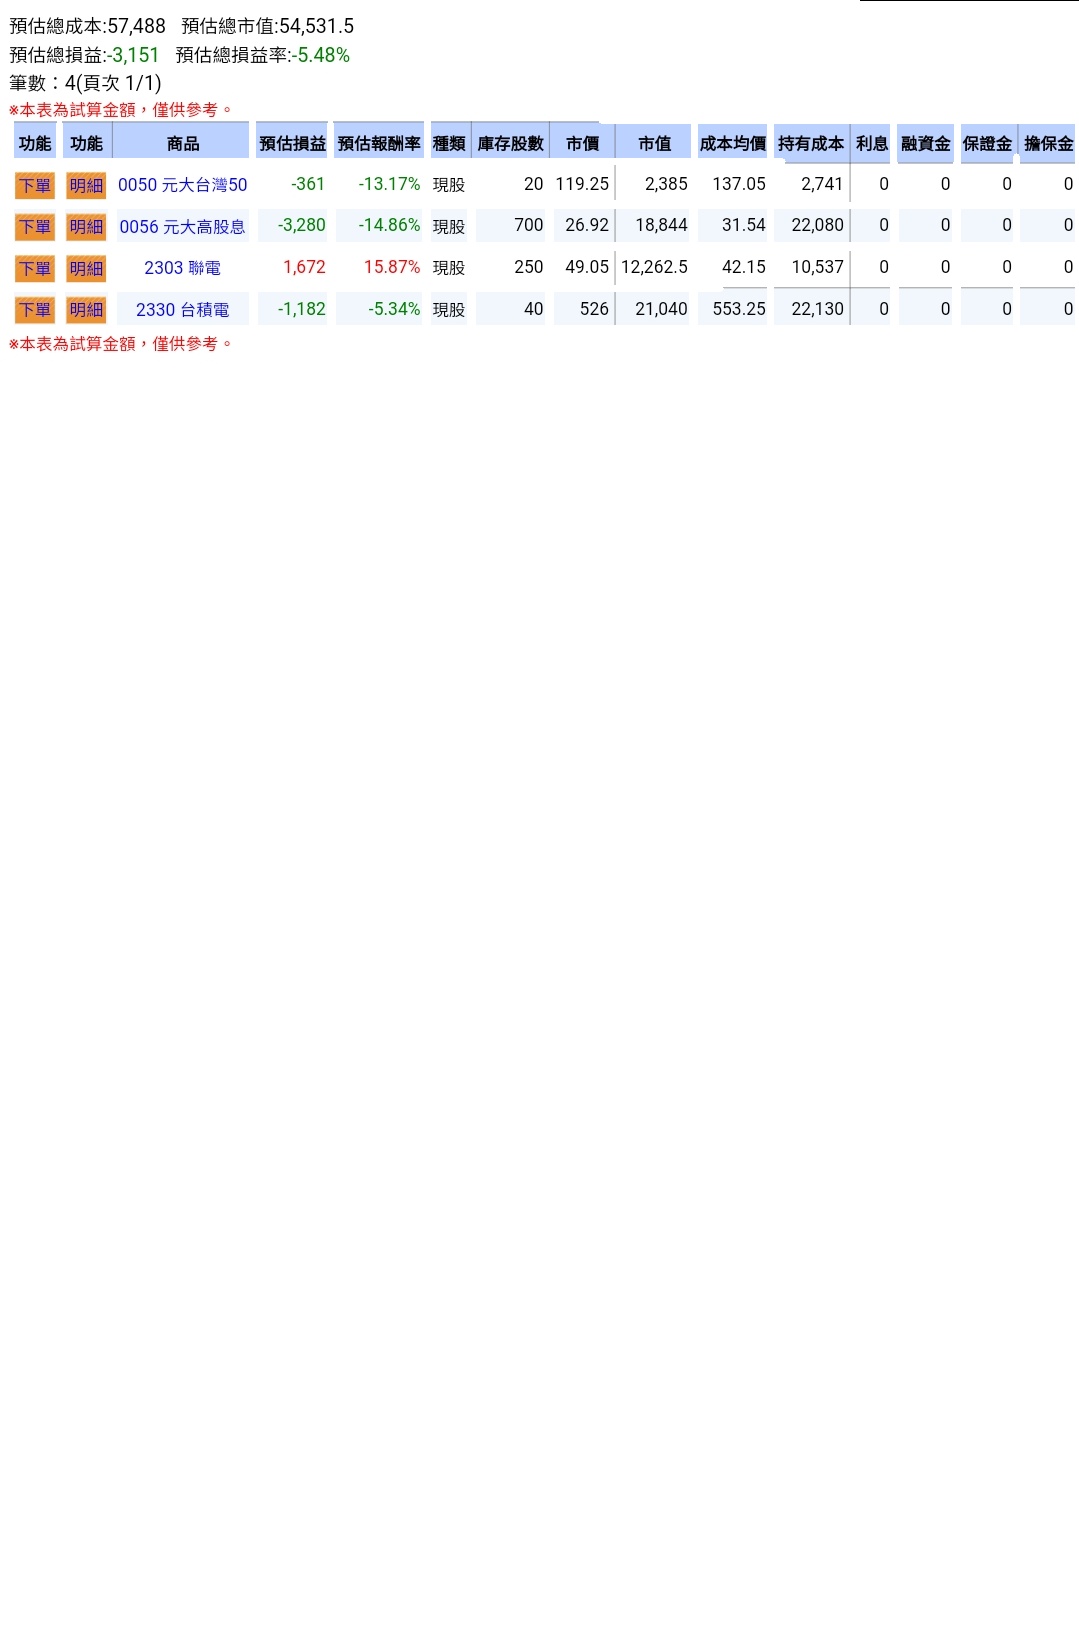 預估總成本:57,488 預估總市值:54,531.5
預估總損益:-3,151 預估總損益率:-5.48%
筆數：4(頁次 1/1)
※本表為試算金額，僅供參考。
功能 功能 商品 預估損益 預估報酬率 種類 庫存股數 市價 市值 成本均價 持有成本 利息 融資金 保證金 擔保金
下單 明細 0050 元大台灣50 -361 -13.17% 現股 20 119.25 2,385 137.05 2,741 0 0 0 0
下單 明細 0056 元大高股息 -3,280 -14.86% 現股 700 26.92 18,844 31.54 22,080 0 0 0 0
下單 明細 2303 聯電 1,672 15.87% 現股 250 49.05 12,262.5 42.15 10,537 0 0 0 0
下單 明細 2330 台積電 -1,182 -5.34% 現股 40 526 21,040 553.25 22,130 0 0 0 0
※本表為試算金額，僅供參考。